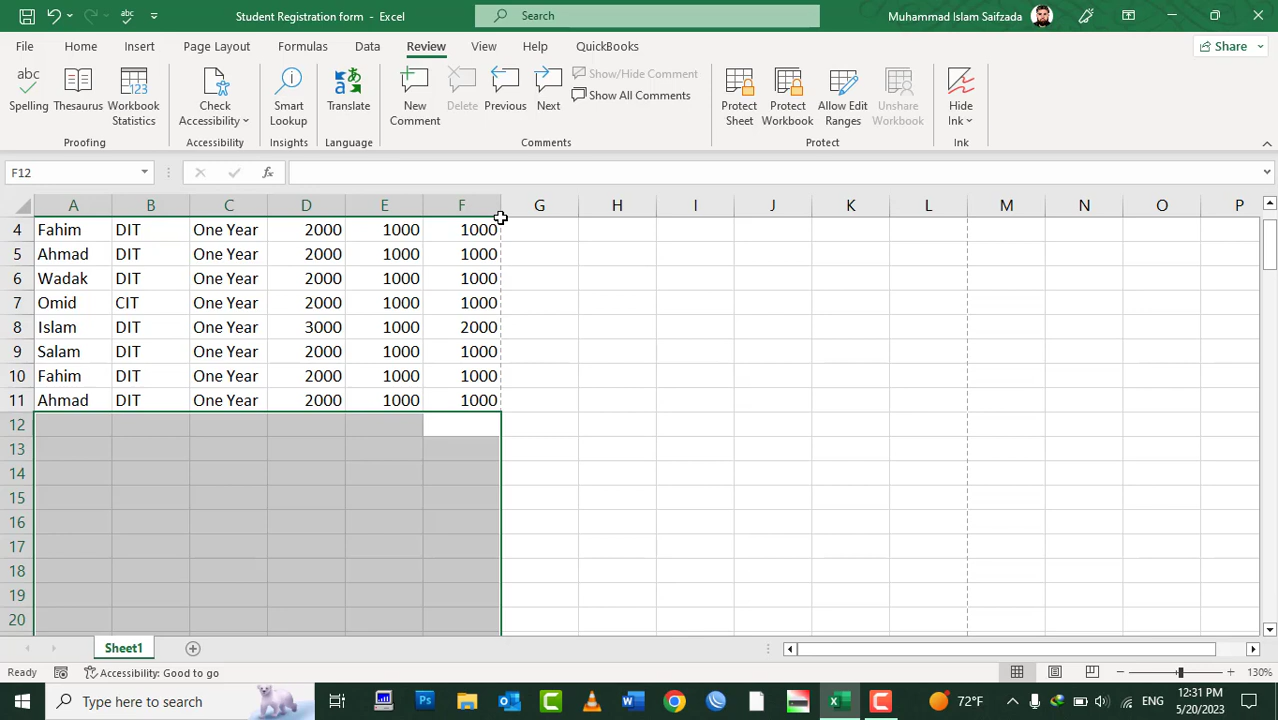 Student Registration form - Excel
Search
Muhammad Islam Saifzada
File Home Insert Page Layout Formulas Data Review View Help QuickBooks
Share
abc
Spelling
Thesaurus
123
Workbook Statistics
Proofing
Check Accessibility
Accessibility
Smart Lookup
Insights
Translate
Language
New Comment
Delete
Previous
Next
Show/Hide Comment
Show All Comments
Comments
Protect Sheet
Protect Workbook
Allow Edit Ranges
Unshare Workbook
Protect
Hide Ink
Ink
F12
fx
A B C D E F G H I J K L M N O P
4 Fahim DIT One Year 2000 1000 1000
5 Ahmad DIT One Year 2000 1000 1000
6 Wadak DIT One Year 2000 1000 1000
7 Omid CIT One Year 2000 1000 1000
8 Islam DIT One Year 3000 1000 2000
9 Salam DIT One Year 2000 1000 1000
10 Fahim DIT One Year 2000 1000 1000
11 Ahmad DIT One Year 2000 1000 1000
12
13
14
15
16
17
18
19
20
Sheet1
Ready
Accessibility: Good to go
130%
Type here to search
72°F
ENG
12:31 PM
5/20/2023